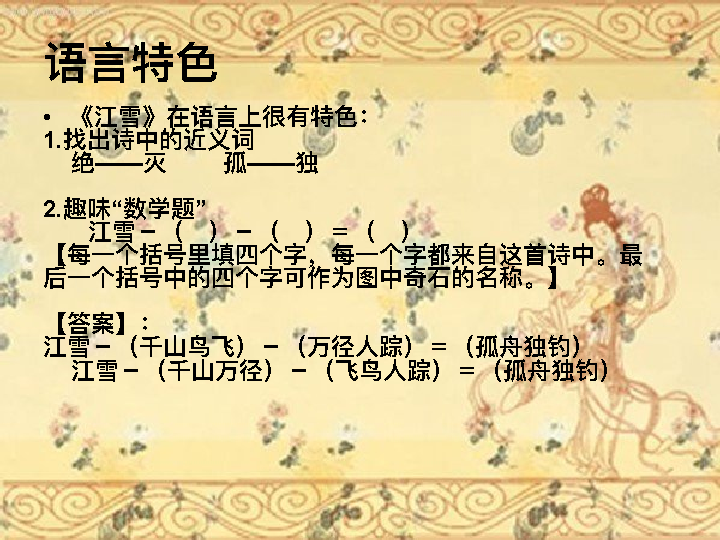 语言特色
• 《江雪》在语言上很有特色：
1.找出诗中的近义词
绝——灭 孤——独
2.趣味“数学题”
江雪－（ ）－（ ）＝（ ）
【每一个括号里填四个字，每一个字都来自这首诗中。最
后一个括号中的四个字可作为图中奇石的名称。】
【答案】：
江雪－（千山鸟飞）－（万径人踪）＝（孤舟独钓）
江雪－（千山万径）－（飞鸟人踪）＝（孤舟独钓）